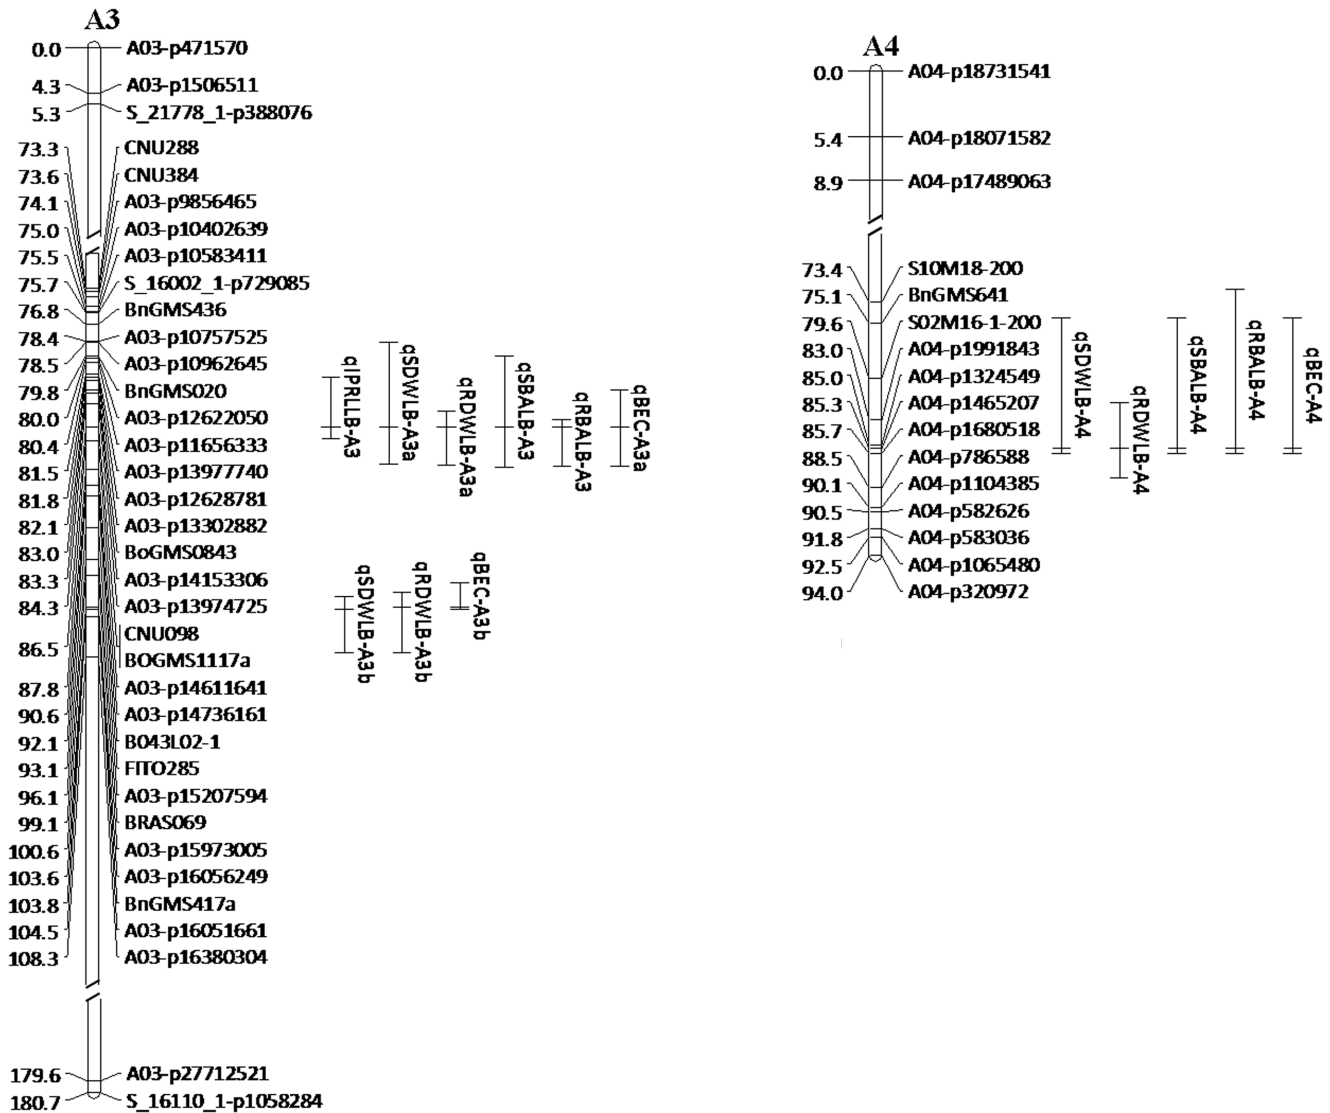 A3
0.0 A03-p471570
4.3 A03-p1506511
5.3 S_21778_1-p388076
73.3 CNU288
73.6 CNU384
74.1 A03-p9856465
75.0 A03-p10402639
75.5 A03-p10583411
75.7 S_16002_1-p729085
76.8 BnGMS436
78.4 A03-p10757525
78.5 A03-p10962645
79.8 BnGMS020
80.0 A03-p12622050
80.4 A03-p11656333
81.5 A03-p13977740
81.8 A03-p12628781
82.1 A03-p13302882
83.0 BoGMS0843
83.3 A03-p14153306
84.3 A03-p13974725
CNU098
86.5
BOGMS1117a
87.8 A03-p14611641
90.6 A03-p14736161
92.1 B043L02-1
93.1 FITO285
96.1 A03-p15207594
99.1 BRAS069
100.6 A03-p15973005
103.6 A03-p16056249
103.8 BnGMS417a
104.5 A03-p16051661
108.3 A03-p16380304
179.6 A03-p27712521
180.7 S_16110_1-p1058284
qIPRLLB-A3
qSDWLB-A3a
qRDWLB-A3a
qSBALB-A3
qRBALB-A3
qBEC-A3a
qSDWLB-A3b
qRDWLB-A3b
qBEC-A3b
A4
0.0 A04-p18731541
5.4 A04-p18071582
8.9 A04-p17489063
73.4 S10M18-200
75.1 BnGMS641
79.6 S02M16-1-200
83.0 A04-p1991843
85.0 A04-p1324549
85.3 A04-p1465207
85.7 A04-p1680518
88.5 A04-p786588
90.1 A04-p1104385
90.5 A04-p582626
91.8 A04-p583036
92.5 A04-p1065480
94.0 A04-p320972
qSDWLB-A4
qRDWLB-A4
qSBALB-A4
qRBALB-A4
qBEC-A4